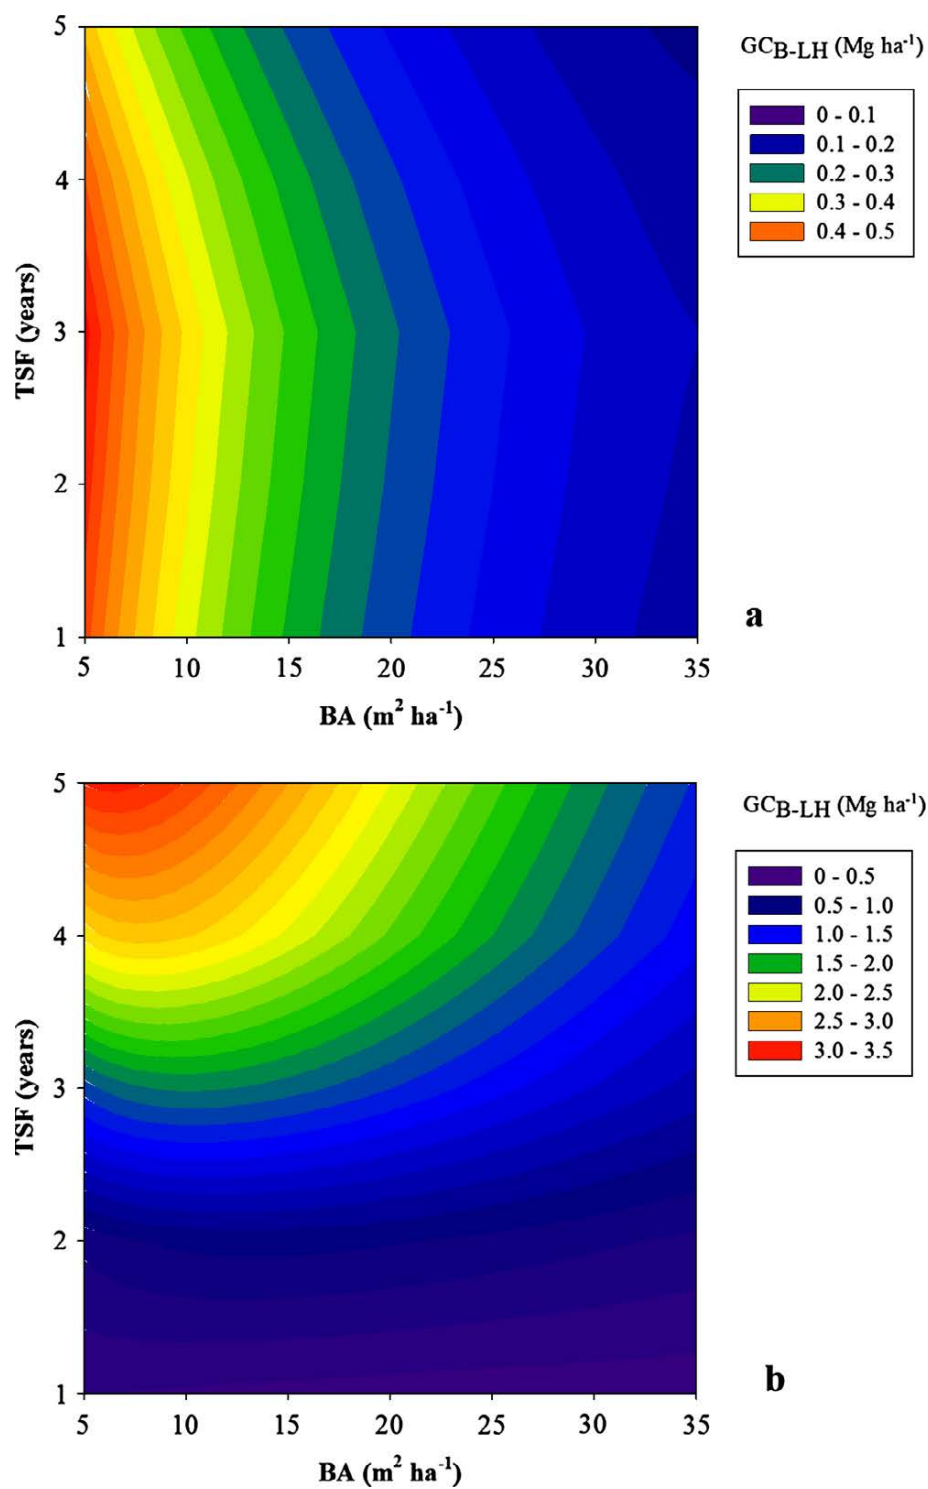 5
4
3
2
1
TSF (years)
5 10 15 20 25 30 35
BA (m² ha⁻¹)
GC_B-LH (Mg ha⁻¹)
0 - 0.1
0.1 - 0.2
0.2 - 0.3
0.3 - 0.4
0.4 - 0.5
a
5
4
3
2
1
TSF (years)
5 10 15 20 25 30 35
BA (m² ha⁻¹)
GC_B-LH (Mg ha⁻¹)
0 - 0.5
0.5 - 1.0
1.0 - 1.5
1.5 - 2.0
2.0 - 2.5
2.5 - 3.0
3.0 - 3.5
b